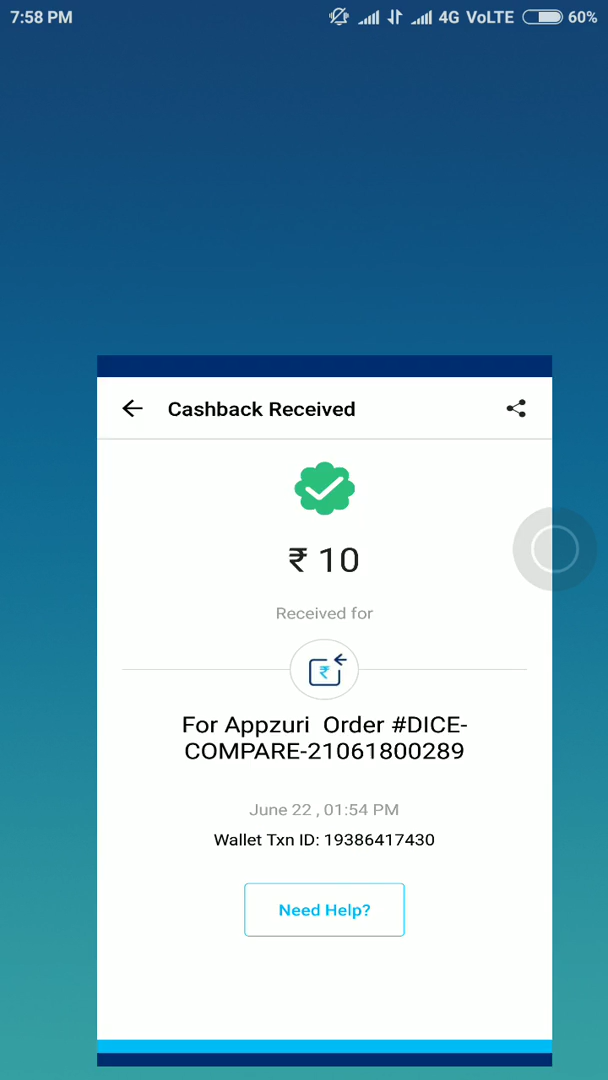 7:58 PM 4G VoLTE 60%
Cashback Received
₹ 10
Received for
₹
For Appzuri Order #DICE-
COMPARE-21061800289
June 22 , 01:54 PM
Wallet Txn ID: 19386417430
Need Help?